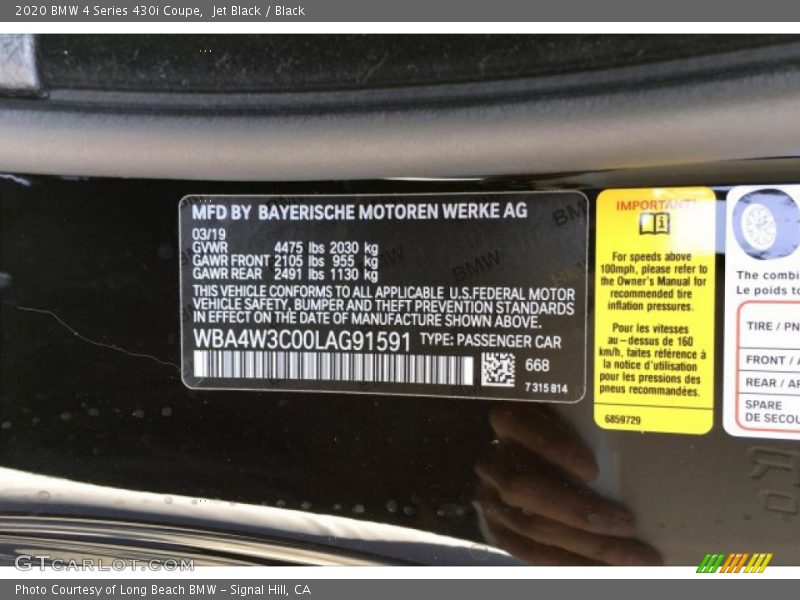 2020 BMW 4 Series 430i Coupe, Jet Black / Black
MFD BY BAYERISCHE MOTOREN WERKE AG
03/19
GVWR 4475 lbs 2030 kg
GAWR FRONT 2105 lbs 955 kg
GAWR REAR 2491 lbs 1130 kg
THIS VEHICLE CONFORMS TO ALL APPLICABLE U.S.FEDERAL MOTOR
VEHICLE SAFETY, BUMPER AND THEFT PREVENTION STANDARDS
IN EFFECT ON THE DATE OF MANUFACTURE SHOWN ABOVE.
WBA4W3C00LAG91591 TYPE: PASSENGER CAR
668
7315814
BMW
IMPORTANT!
For speeds above
100mph, please refer to
the Owner's Manual for
recommended tire
inflation pressures.
Pour les vitesses
au-dessus de 160
km/h, faites référence à
la notice d'utilisation
pour les pressions des
pneus recommandées.
6859729
The combi
Le poids to
TIRE / PN
FRONT / A
REAR / AR
SPARE
DE SECOU
GTCARLOT.COM
Photo Courtesy of Long Beach BMW - Signal Hill, CA